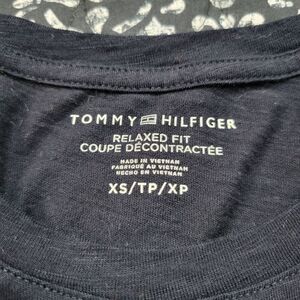 TOMMY HILFIGER
RELAXED FIT
COUPE DÉCONTRACTÉE
MADE IN VIETNAM
FABRIQUÉ AU VIETNAM
HECHO EN VIETNAM
XS/TP/XP